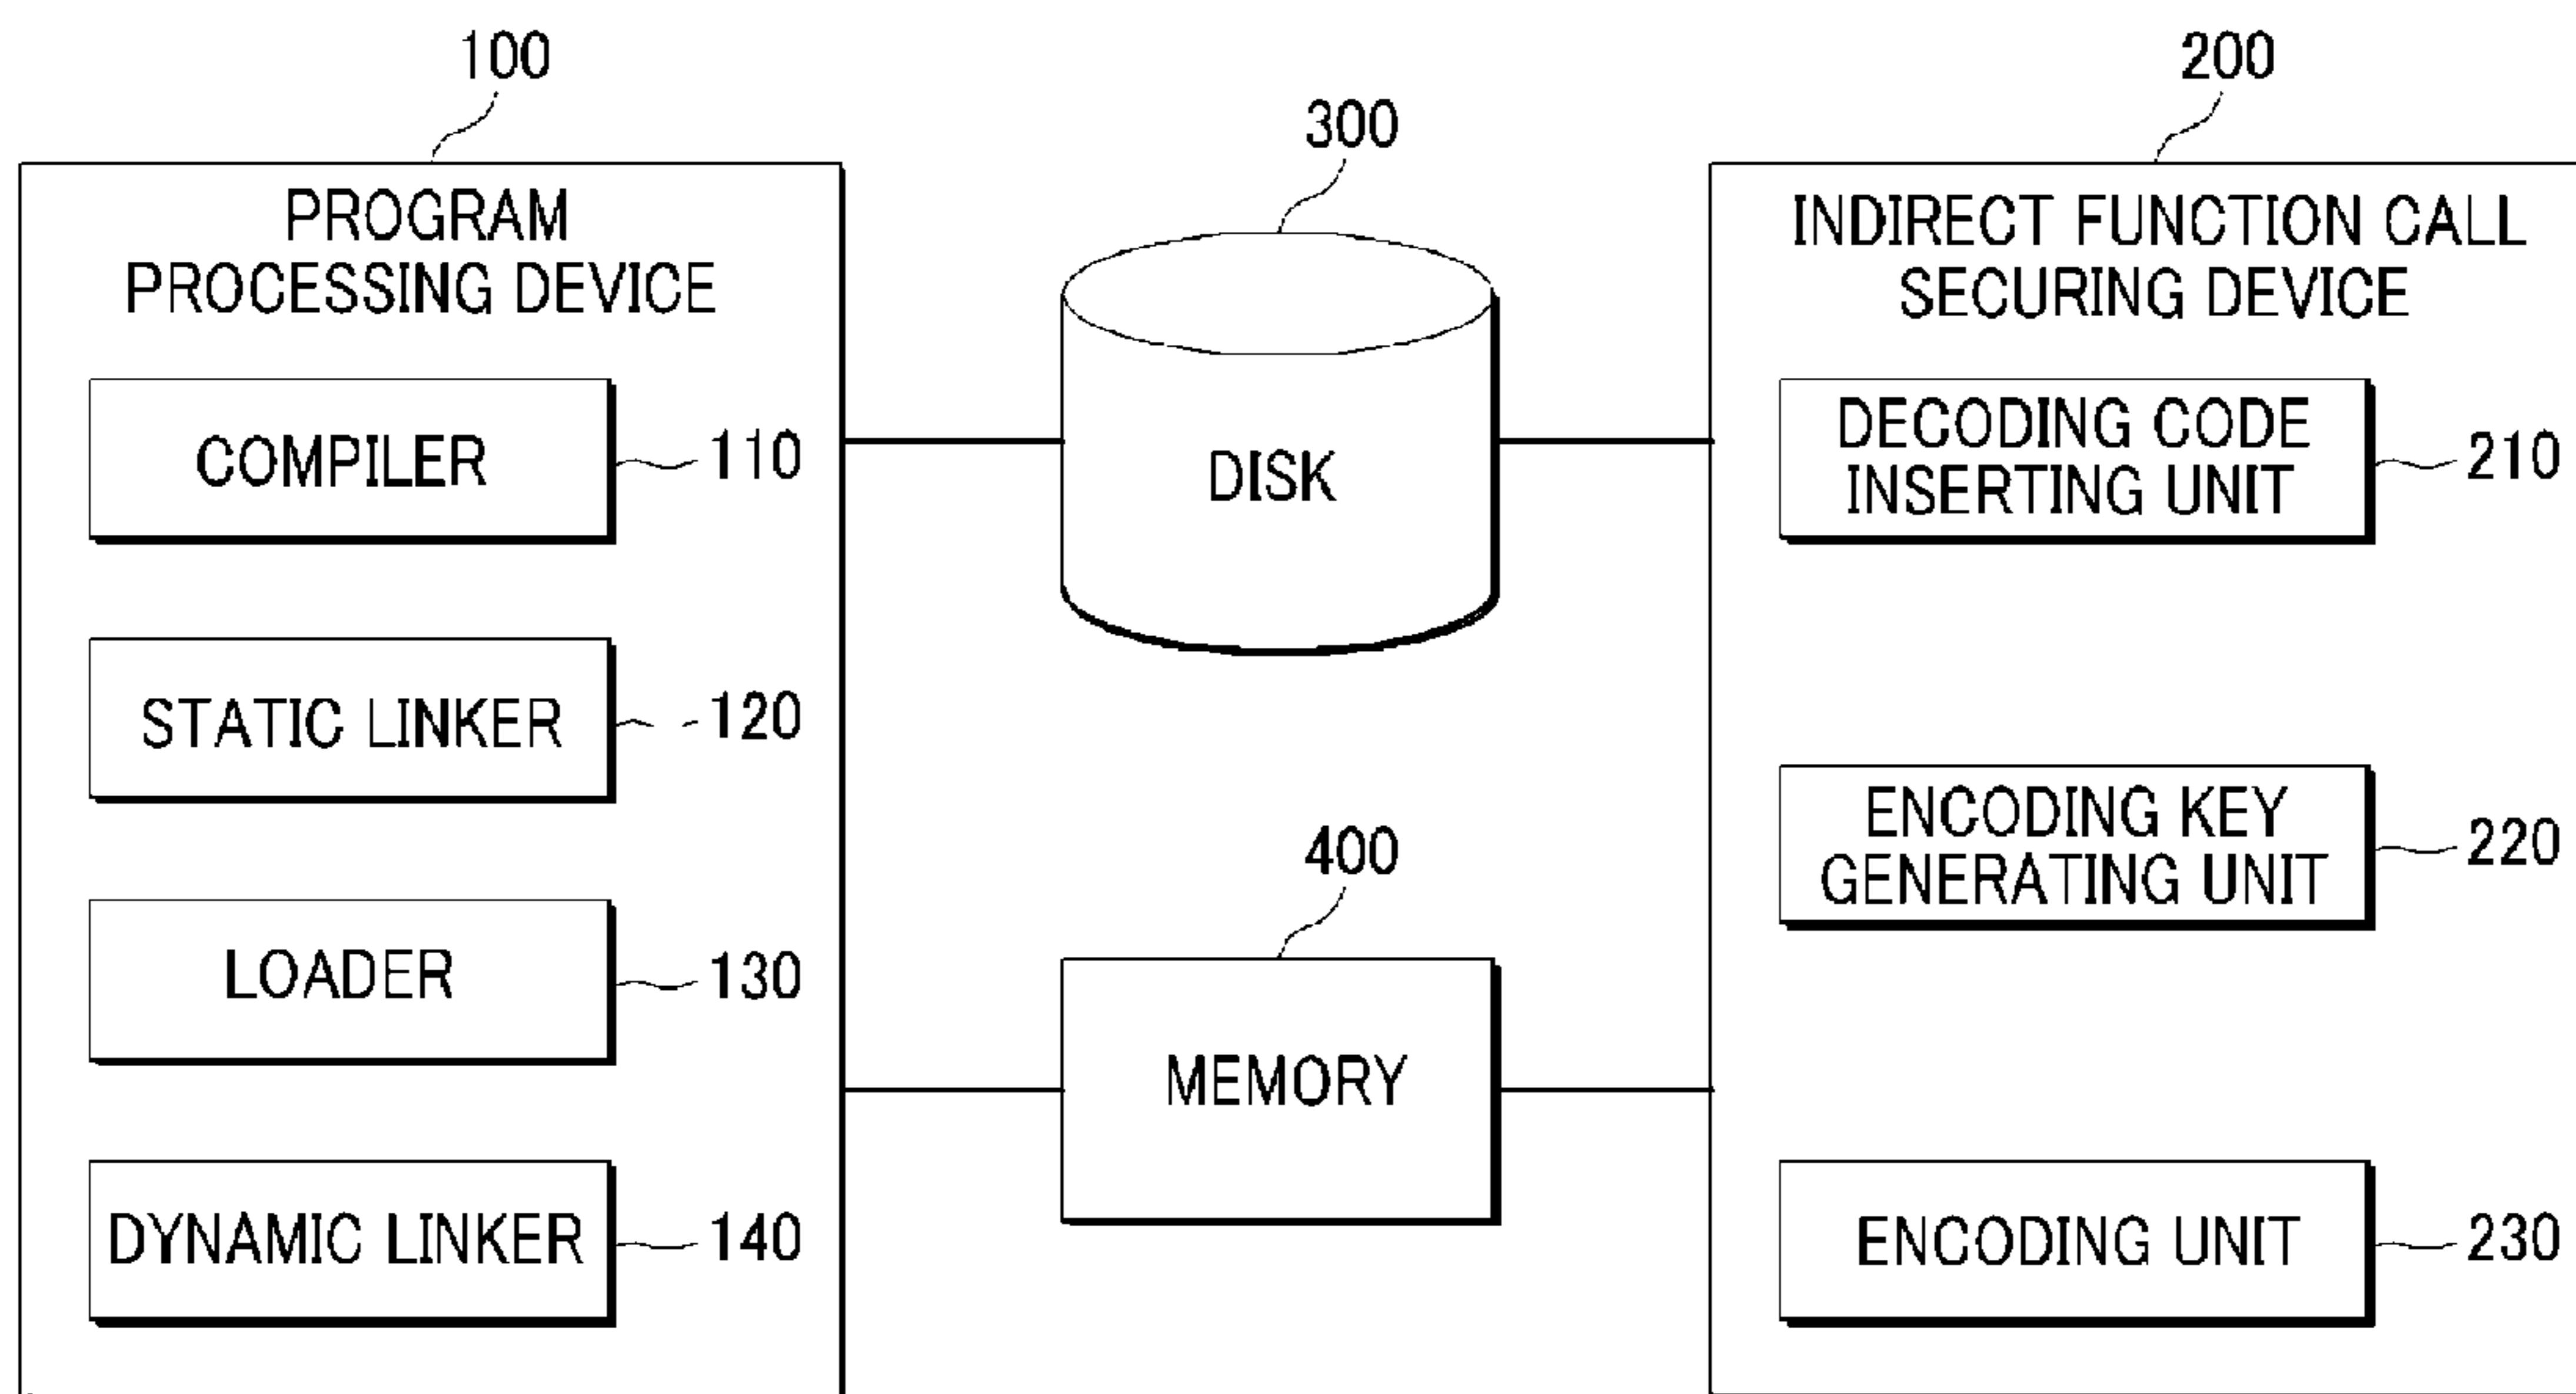 100
PROGRAM
PROCESSING DEVICE
COMPILER
110
STATIC LINKER
120
LOADER
130
DYNAMIC LINKER
140
300
DISK
400
MEMORY
200
INDIRECT FUNCTION CALL
SECURING DEVICE
DECODING CODE
INSERTING UNIT
210
ENCODING KEY
GENERATING UNIT
220
ENCODING UNIT
230